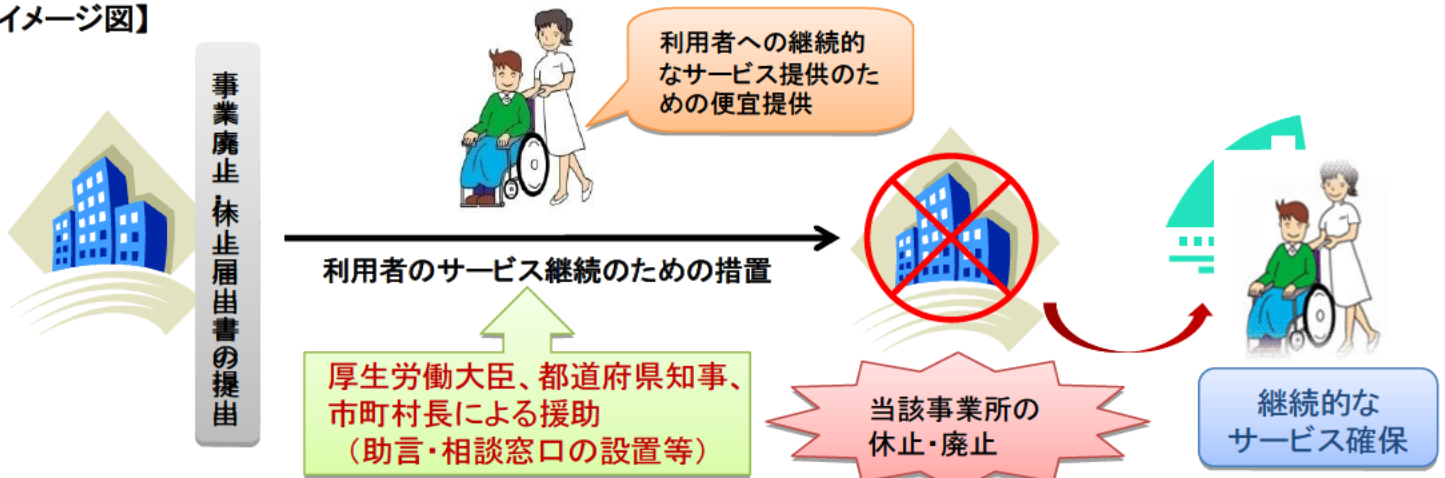 イメージ図】
事業廃止・休止届出書の提出
利用者への継続的
なサービス提供のた
めの便宜提供
利用者のサービス継続のための措置
厚生労働大臣、都道府県知事、
市町村長による援助
（助言・相談窓口の設置等）
当該事業所の
休止・廃止
継続的な
サービス確保